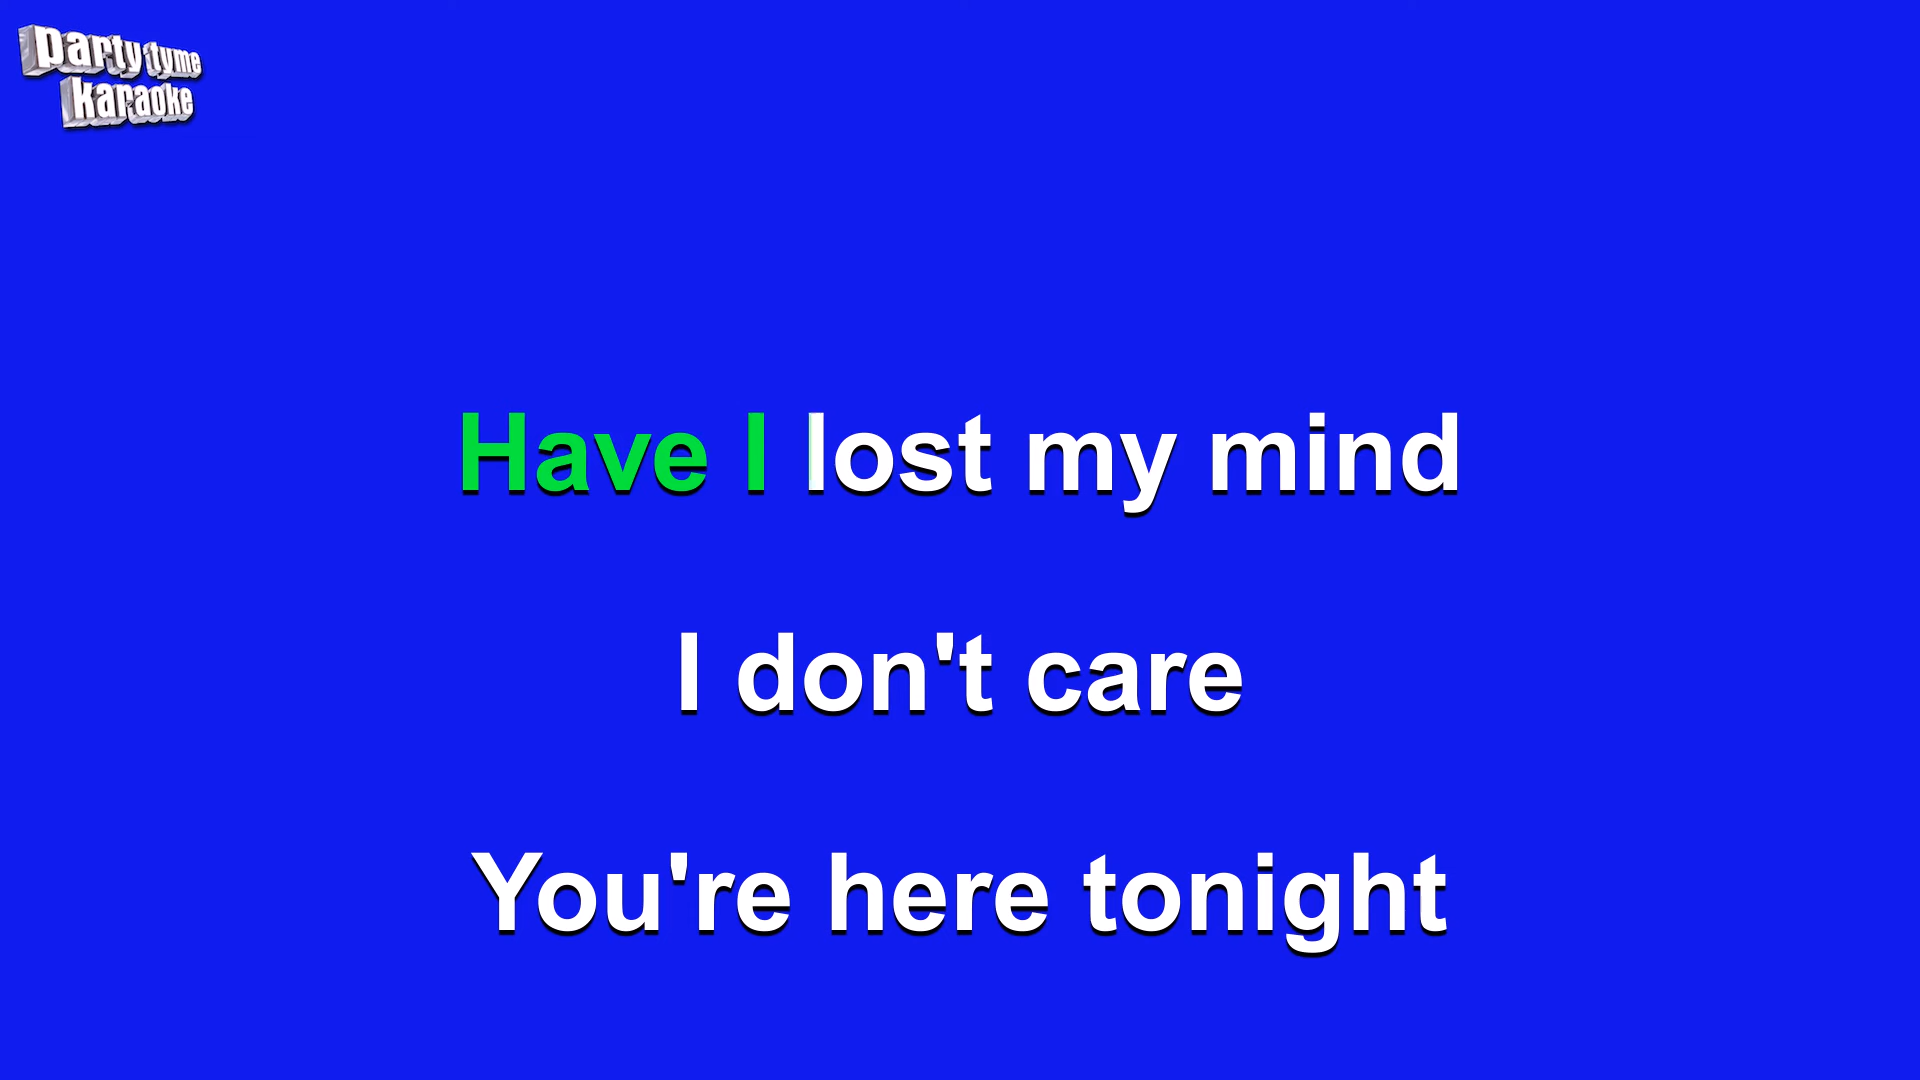 party tyme
karaoke
Have I lost my mind
I don't care
You're here tonight